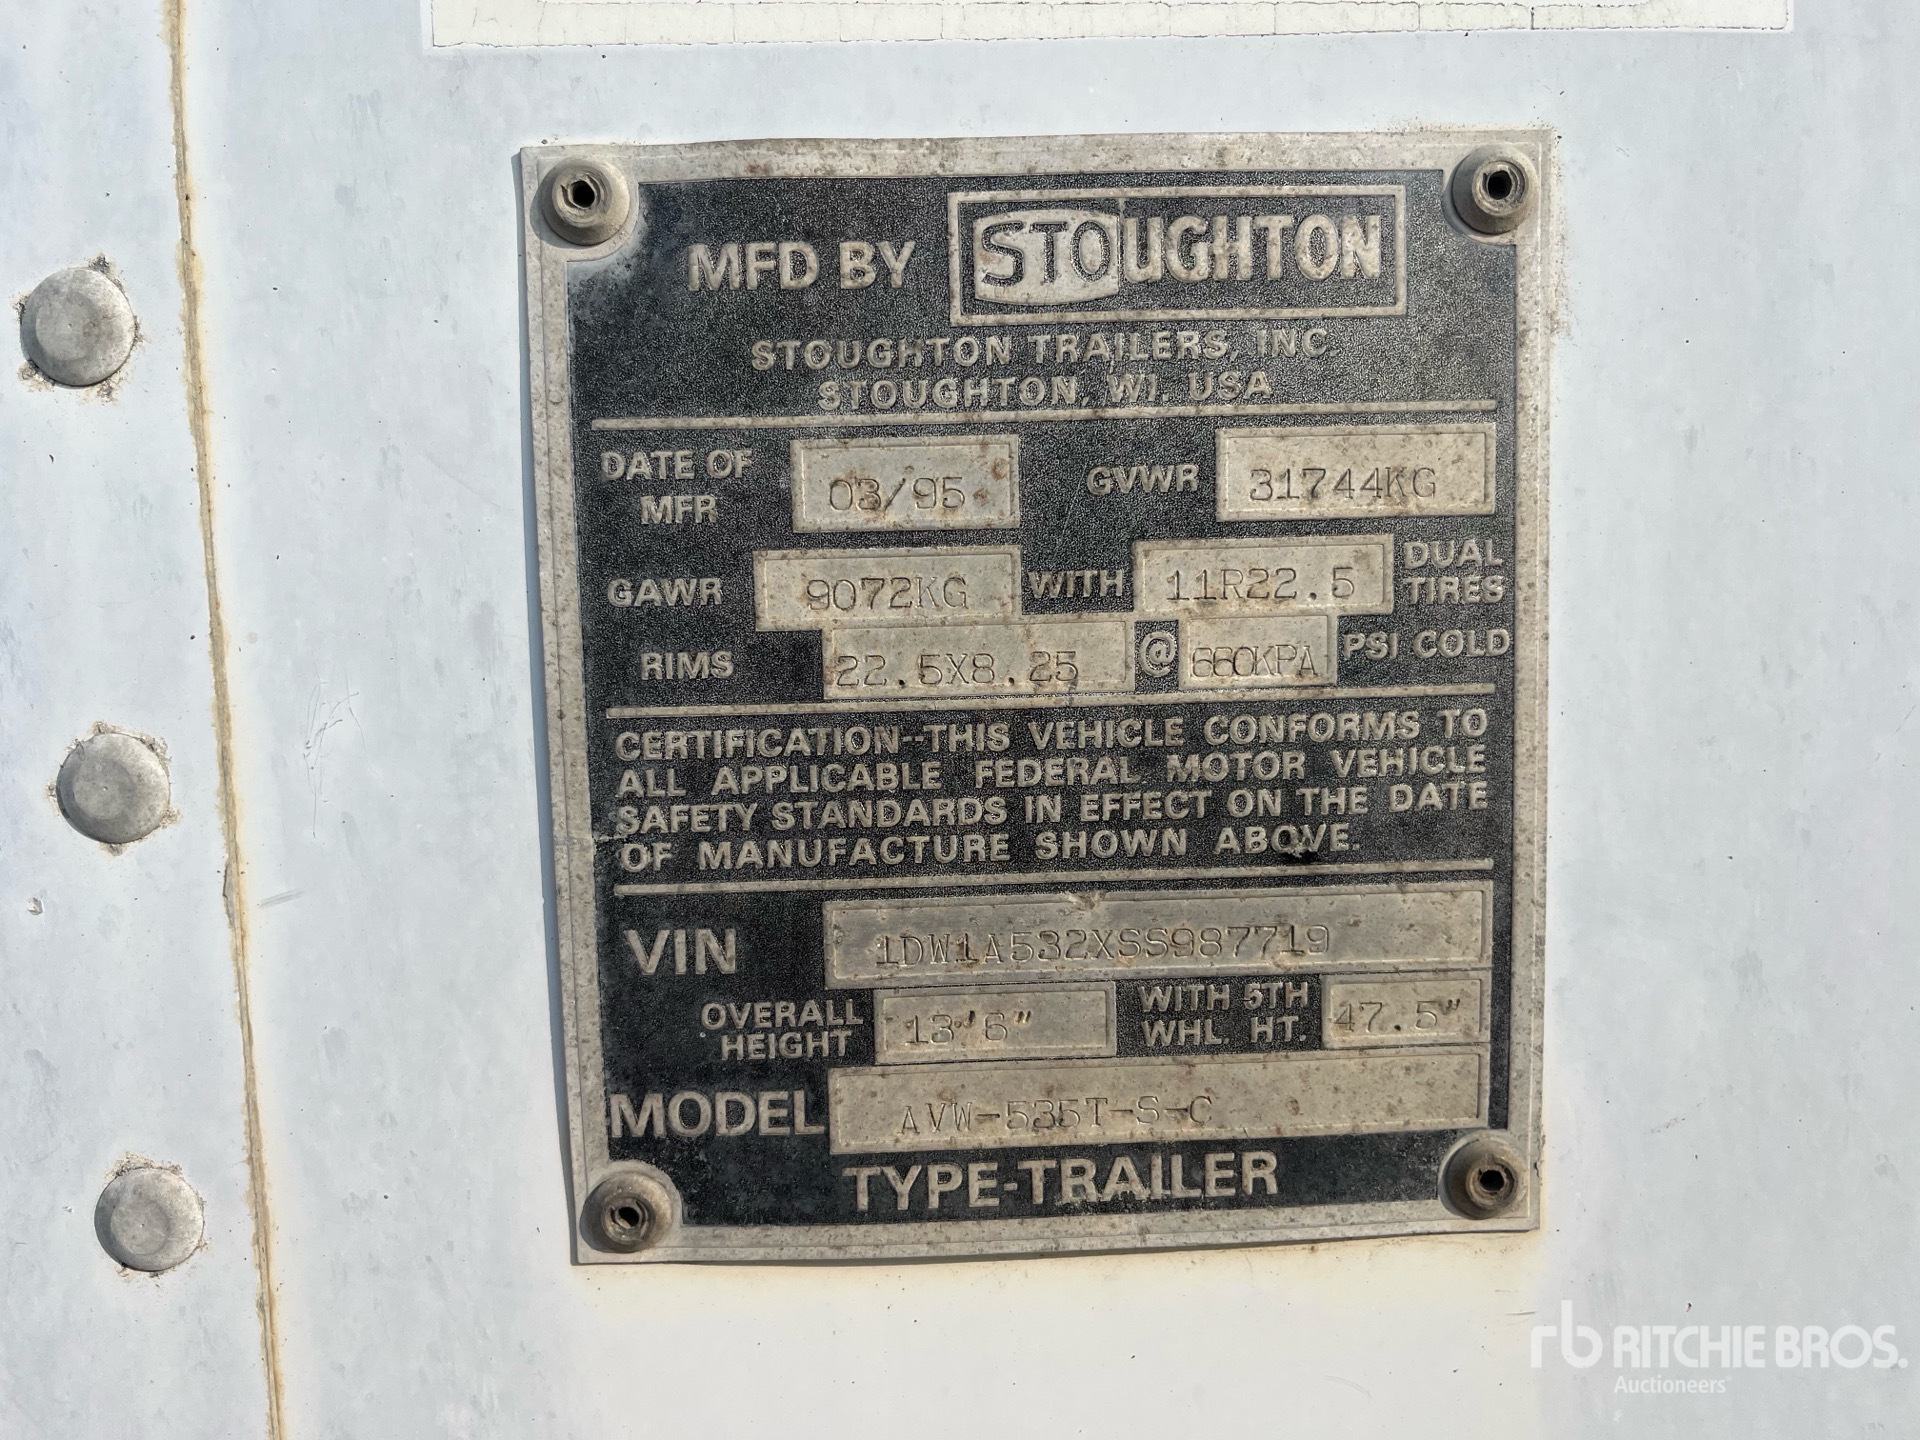 MFD BY STOUGHTON
STOUGHTON TRAILERS, INC.
STOUGHTON, WI. USA
DATE OF MFR 03/95 GVWR 31744KG
GAWR 9072KG WITH 11R22.5 DUAL TIRES
RIMS 22.5X8.25 @ 660KPA PSI COLD
CERTIFICATION--THIS VEHICLE CONFORMS TO
ALL APPLICABLE FEDERAL MOTOR VEHICLE
SAFETY STANDARDS IN EFFECT ON THE DATE
OF MANUFACTURE SHOWN ABOVE.
VIN 1DW1A532XSS987719
OVERALL HEIGHT 13'6" WITH 5TH WHL. HT. 47.5"
MODEL AVW-535T-S-C
TYPE-TRAILER
rb RITCHIE BROS.
Auctioneers